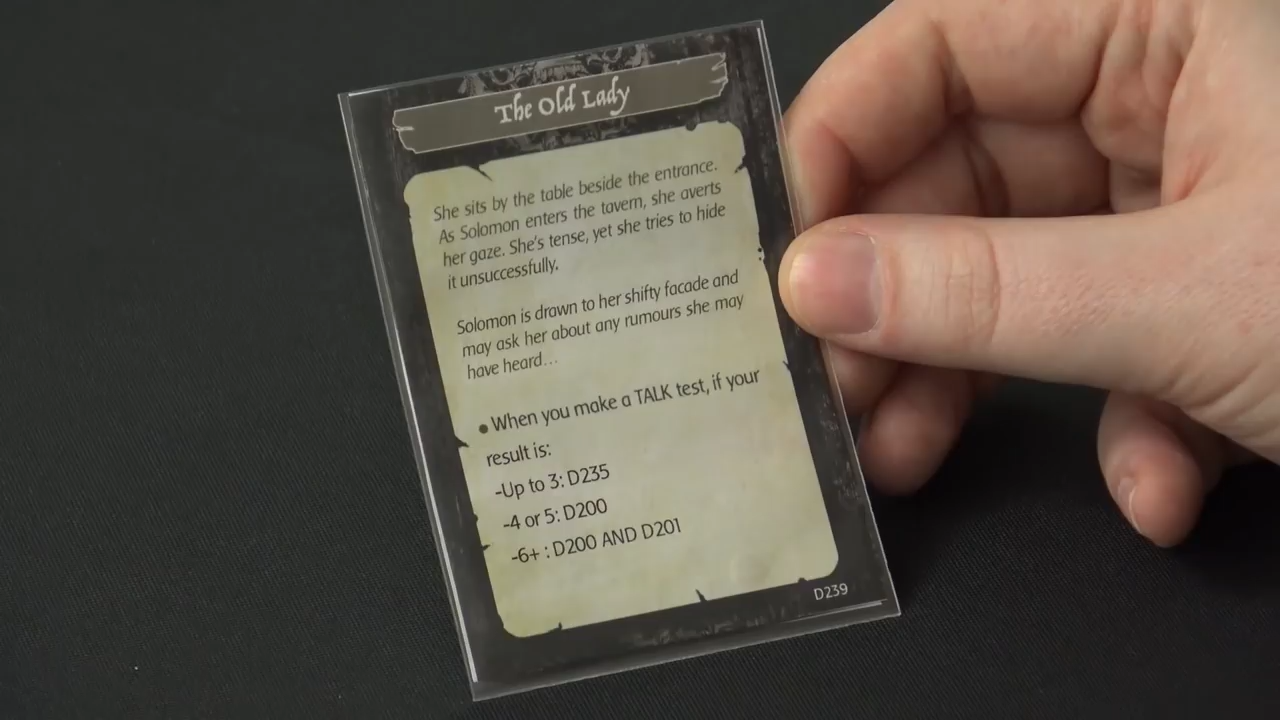 The Old Lady
She sits by the table beside the entrance.
As Solomon enters the tavern, she averts
her gaze. She's tense, yet she tries to hide
it unsuccessfully.
Solomon is drawn to her shifty facade and
may ask her about any rumours she may
have heard...
•When you make a TALK test, if your
result is:
-Up to 3: D235
-4 or 5: D200
-6+ : D200 AND D201
D239